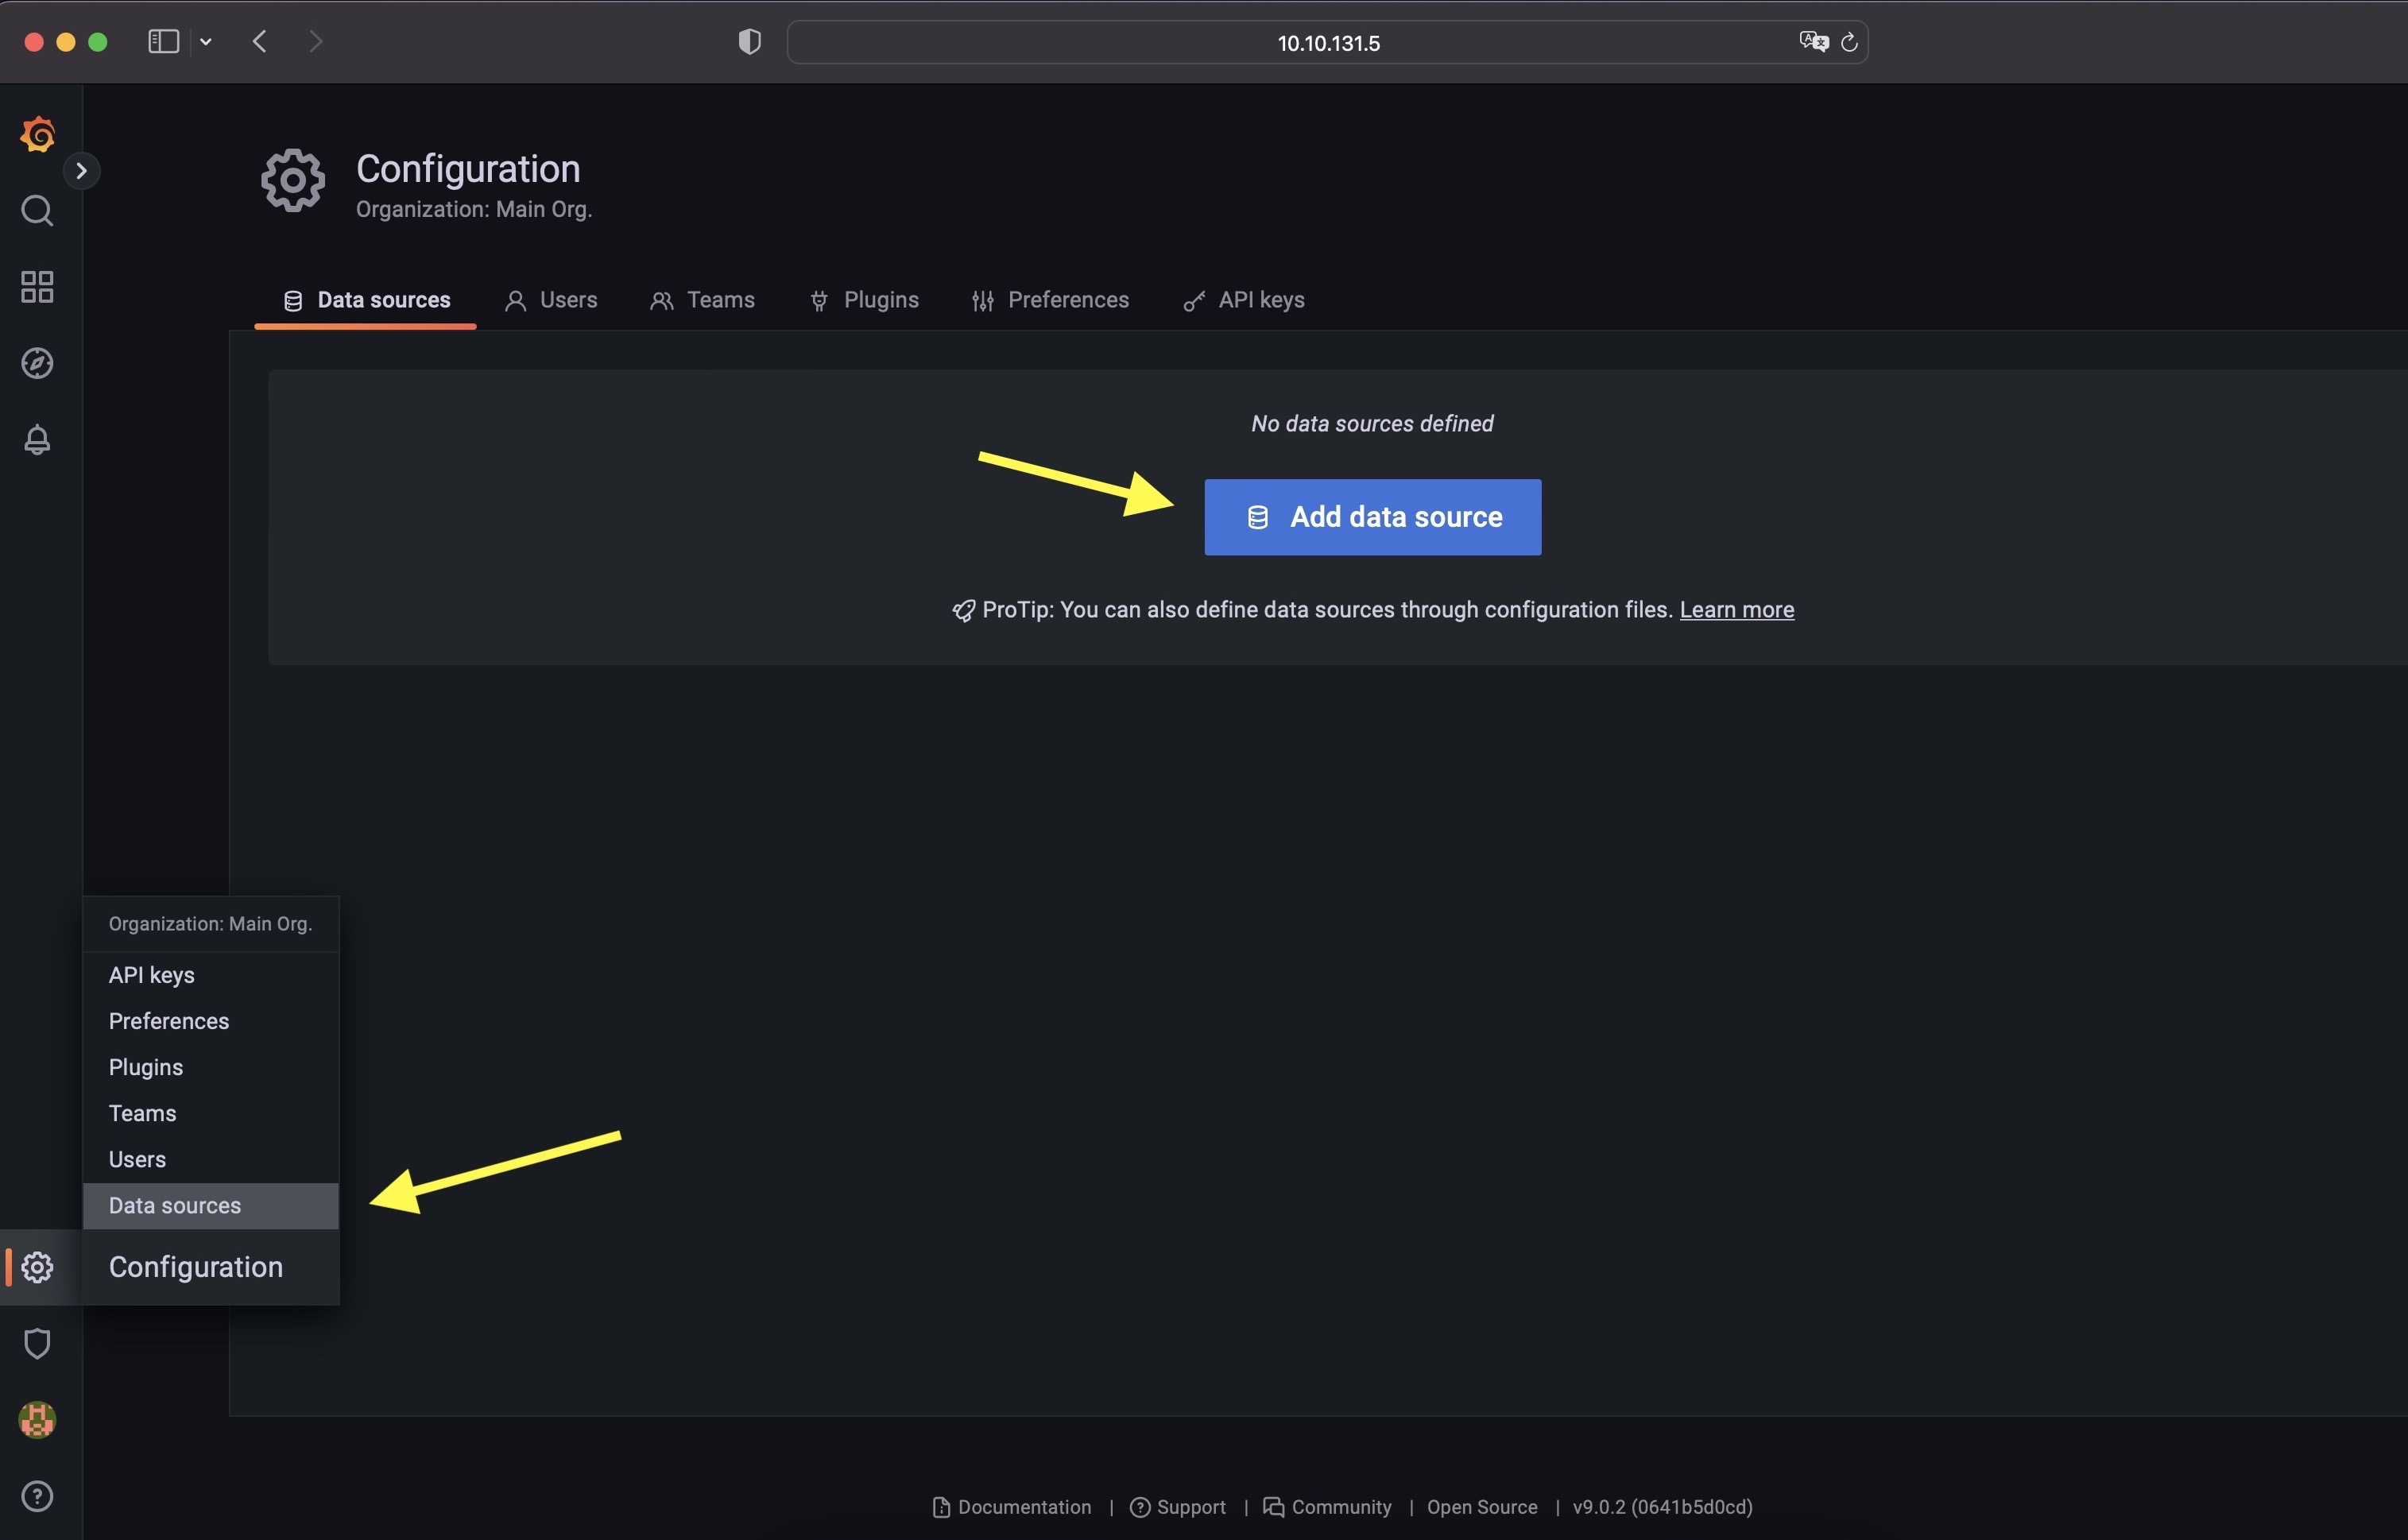 10.10.131.5
Configuration
Organization: Main Org.
Data sources
Users
Teams
Plugins
Preferences
API keys
No data sources defined
Add data source
ProTip: You can also define data sources through configuration files. Learn more
Organization: Main Org.
API keys
Preferences
Plugins
Teams
Users
Data sources
Configuration
Documentation | Support | Community | Open Source | v9.0.2 (0641b5d0cd)